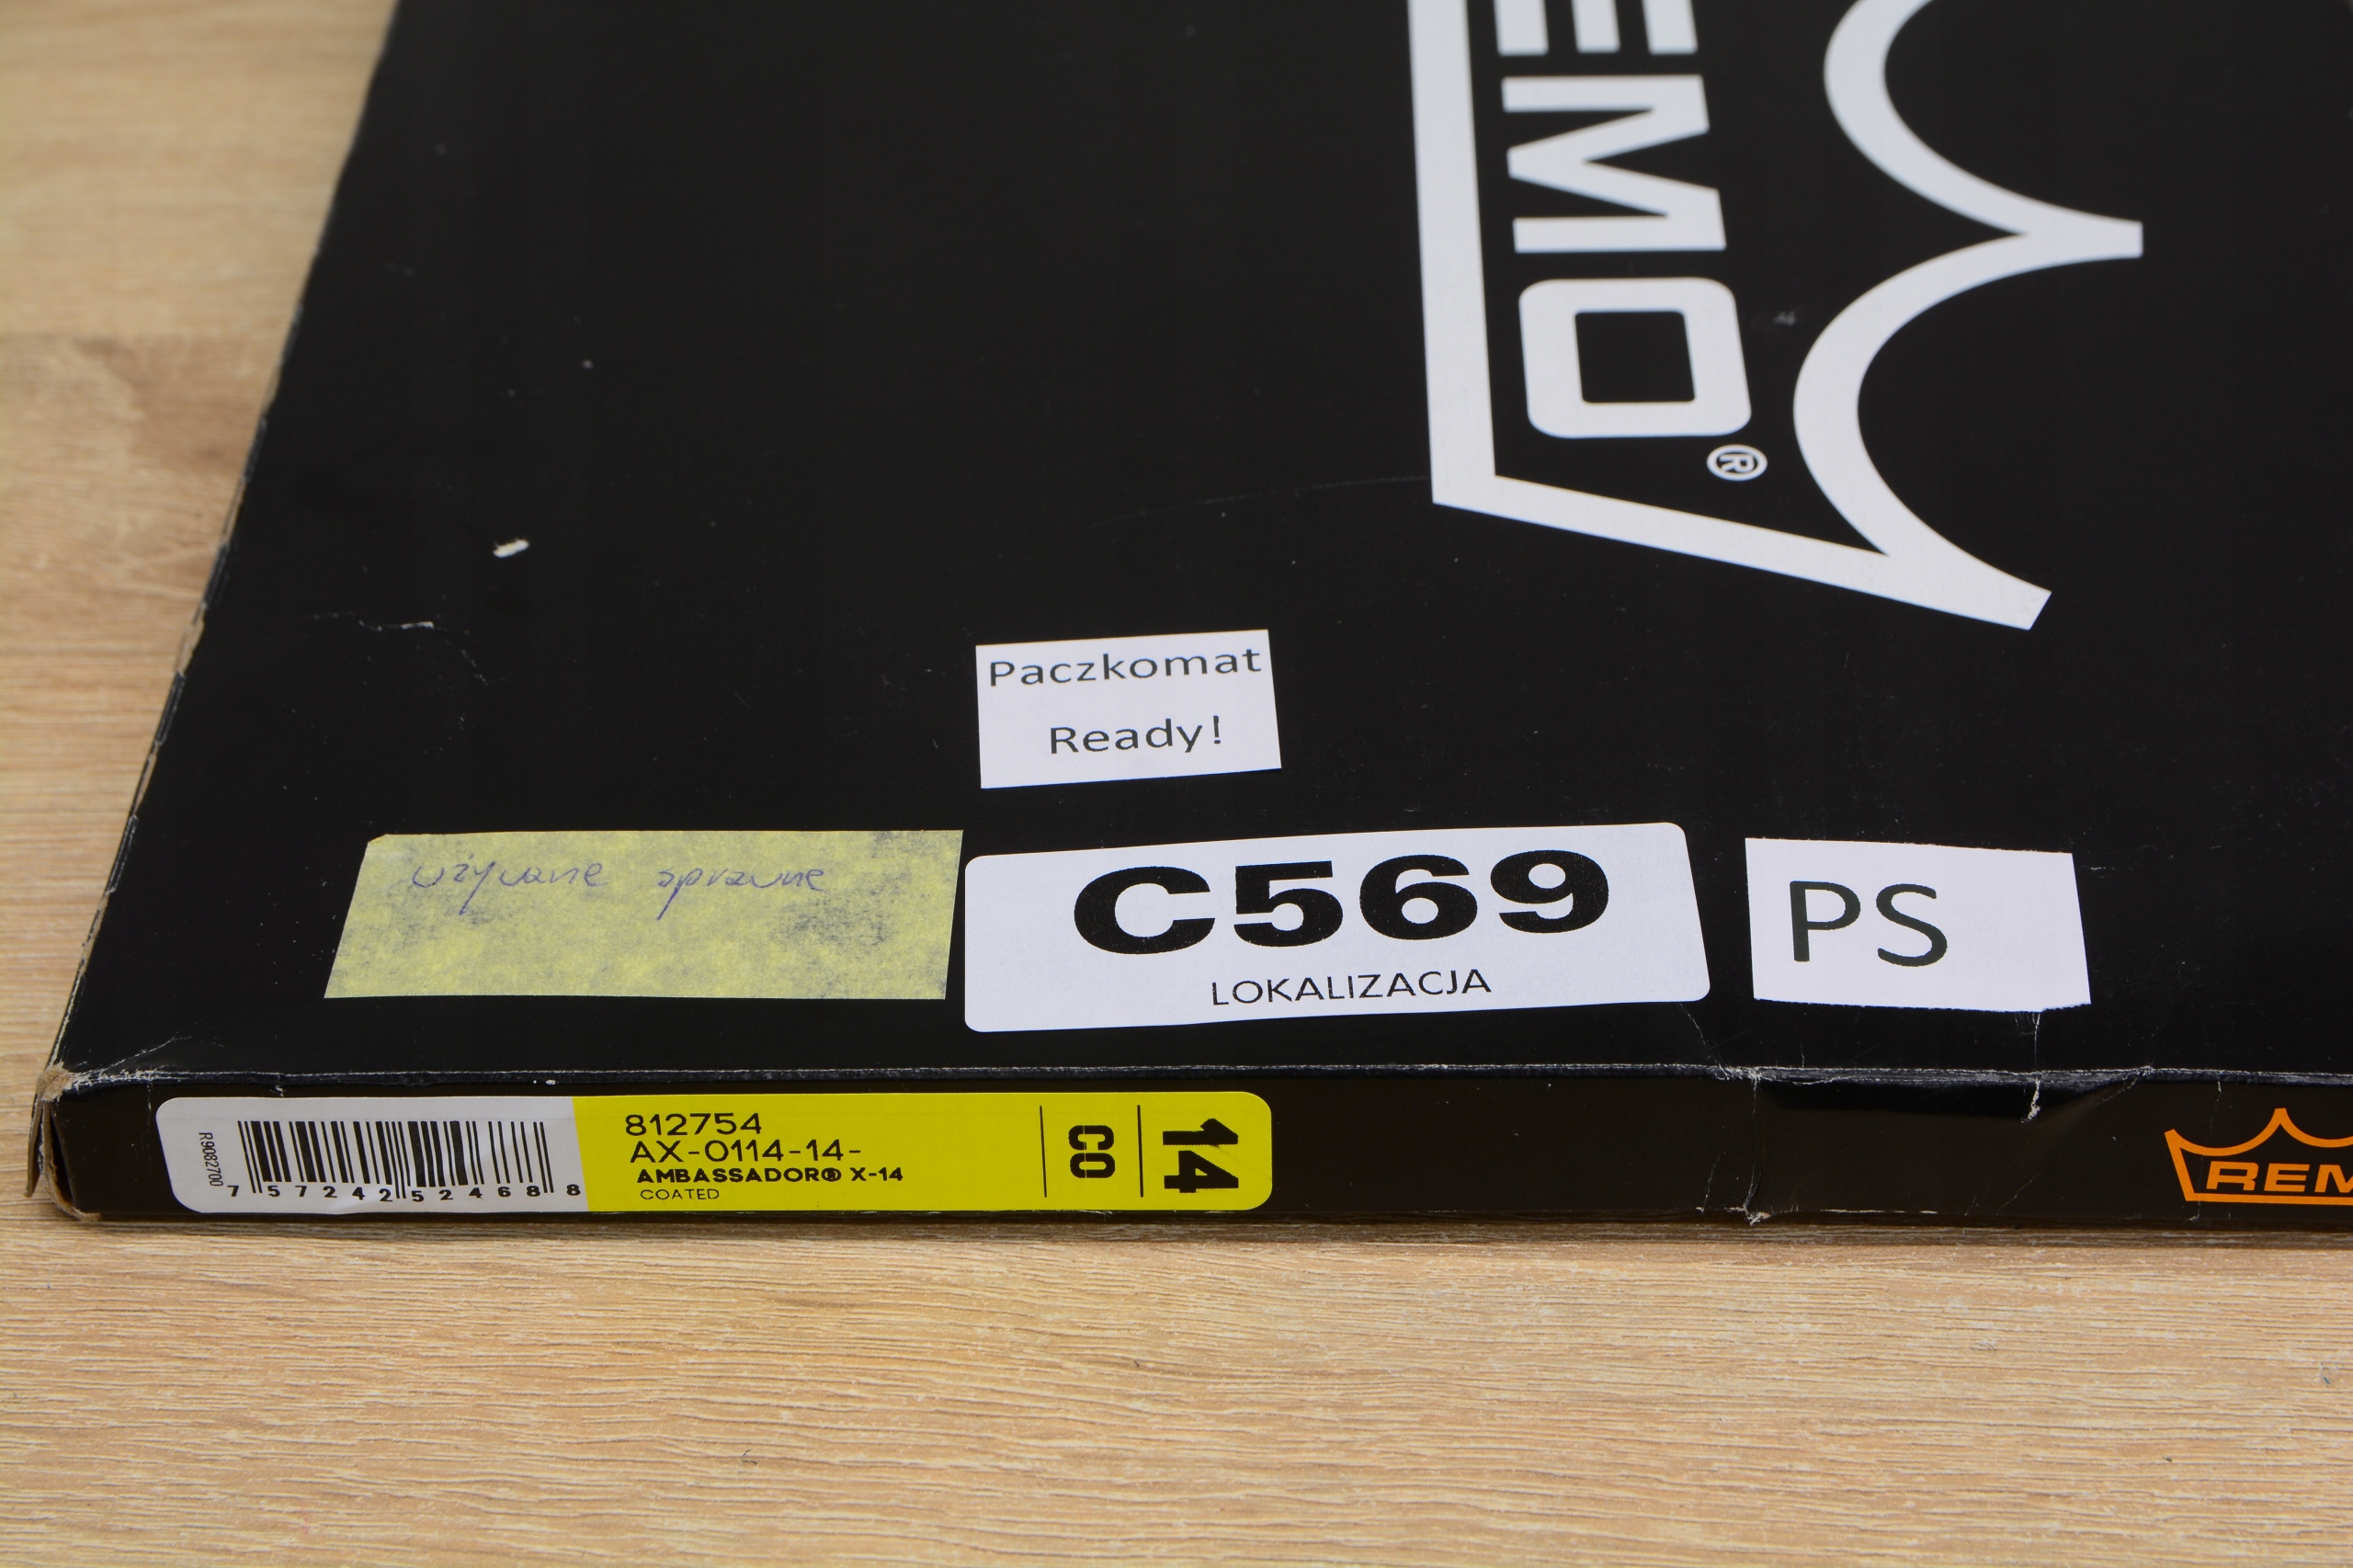 EMO®
Paczkomat
Ready!
używane sprawne
C569
LOKALIZACJA
PS
R9082700
7 57242 52468 8
812754
AX-0114-14-
AMBASSADOR® X-14
COATED
CO
14
REM